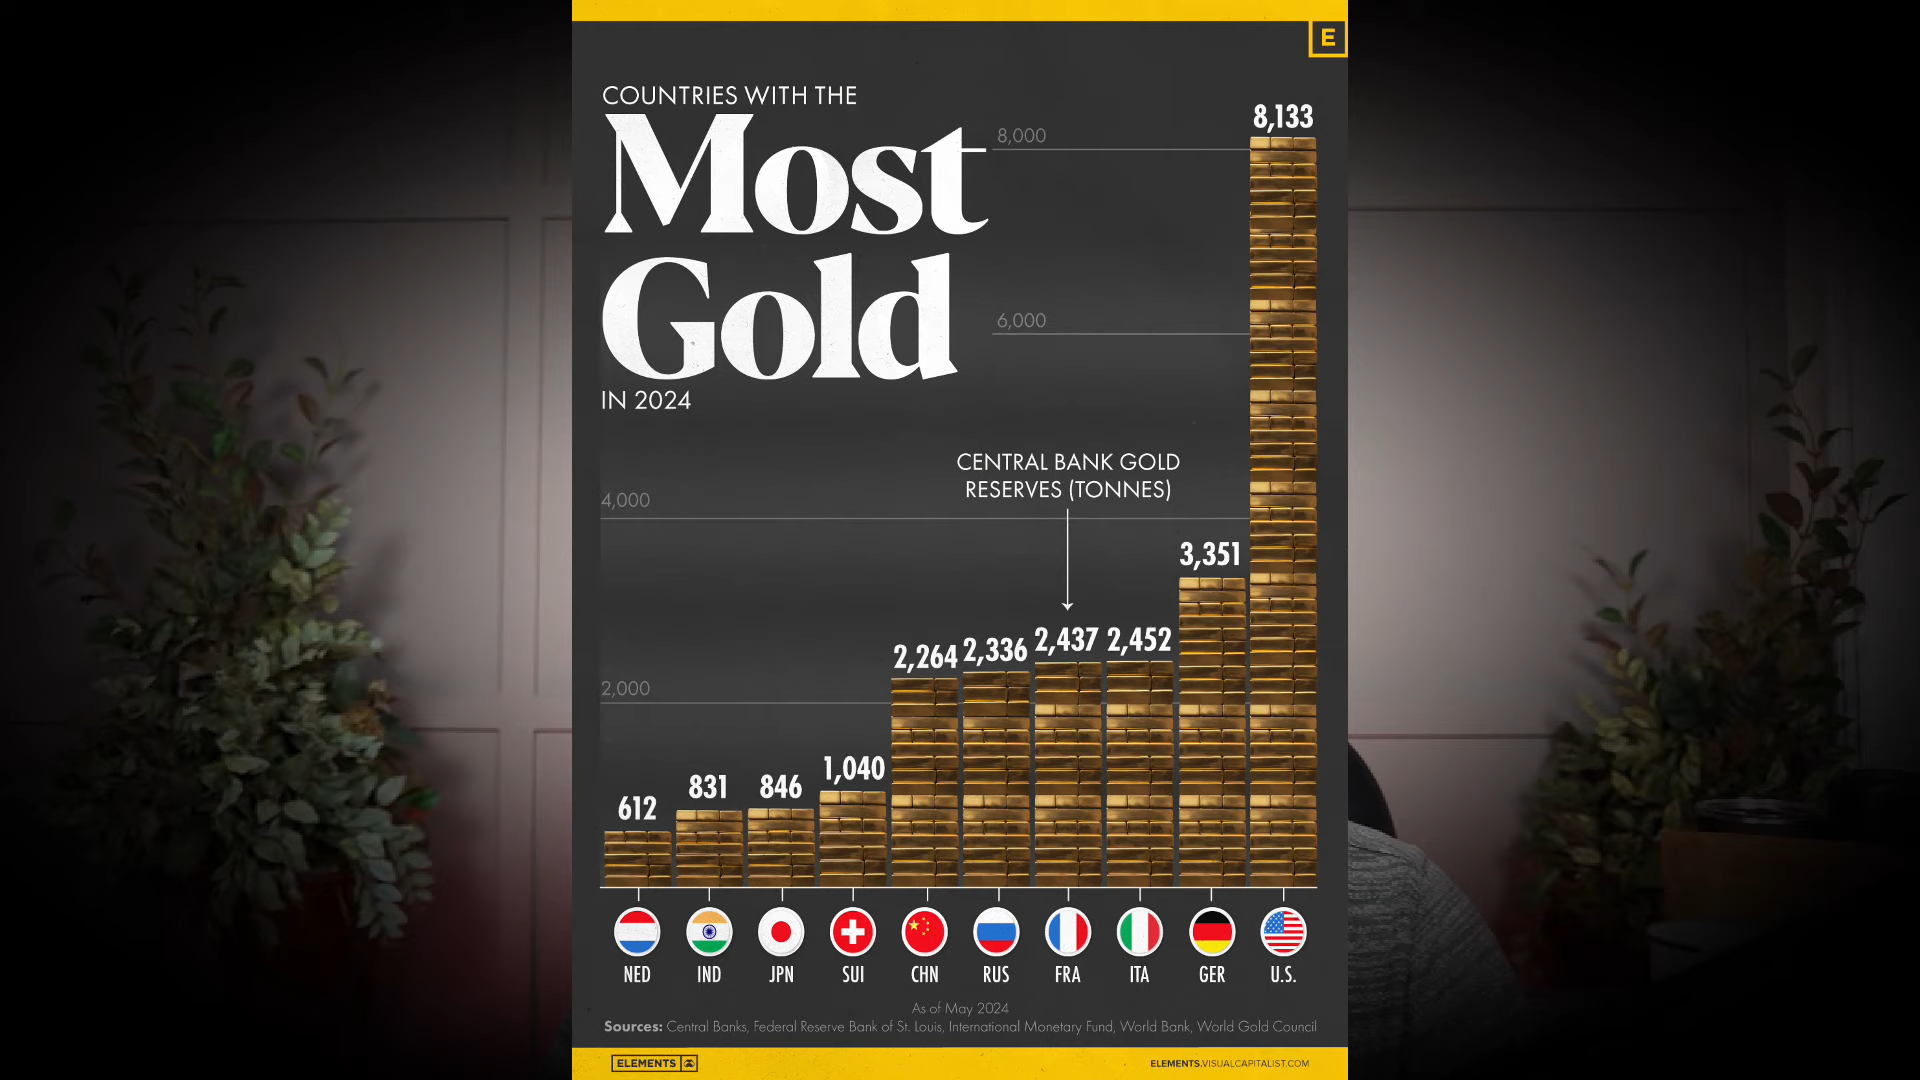 E
COUNTRIES WITH THE
Most
Gold
IN 2024
8,000
6,000
4,000
2,000
CENTRAL BANK GOLD
RESERVES (TONNES)
612
831
846
1,040
2,264
2,336
2,437
2,452
3,351
8,133
NED
IND
JPN
SUI
CHN
RUS
FRA
ITA
GER
U.S.
As of May 2024
Sources: Central Banks, Federal Reserve Bank of St. Louis, International Monetary Fund, World Bank, World Gold Council
ELEMENTS
ELEMENTS.VISUALCAPITALIST.COM